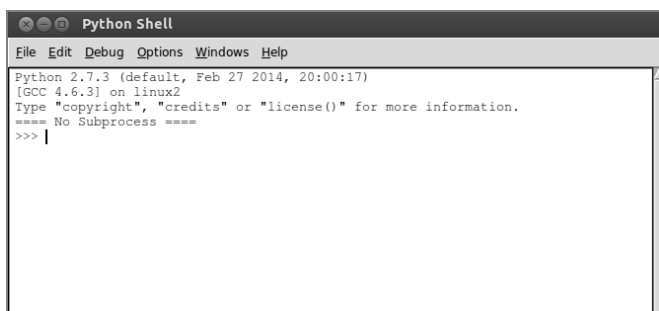 Python Shell
File Edit Debug Options Windows Help
Python 2.7.3 (default, Feb 27 2014, 20:00:17)
[GCC 4.6.3] on linux2
Type "copyright", "credits" or "license()" for more information.
==== No Subprocess ====
>>>